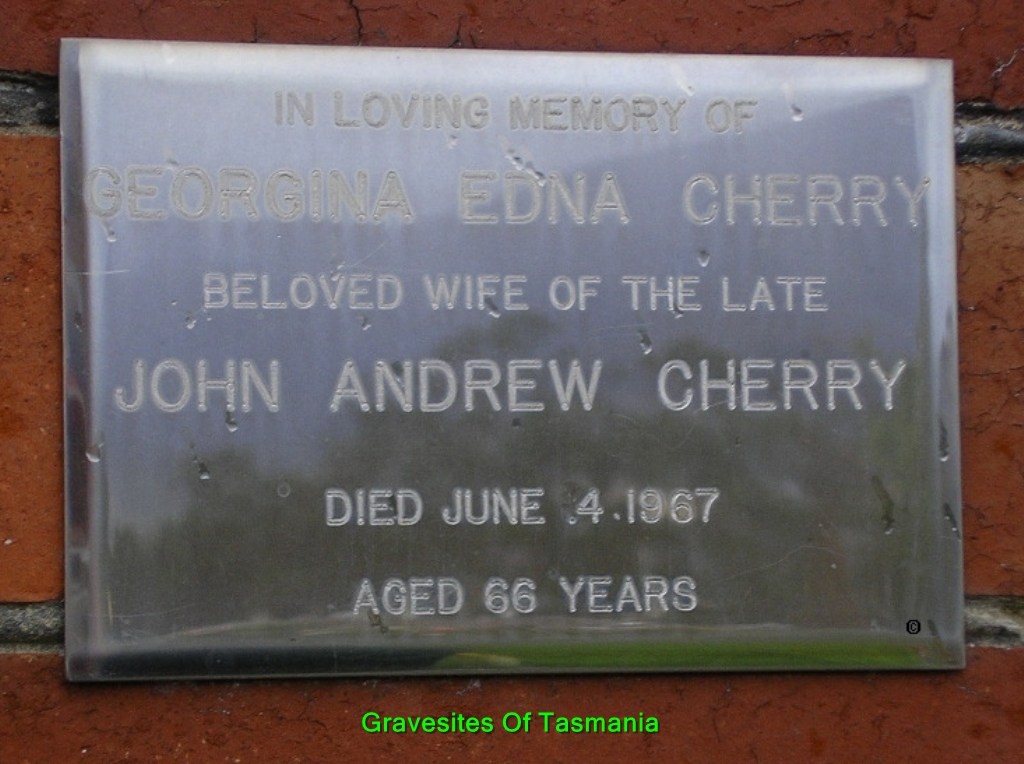 IN LOVING MEMORY OF
GEORGINA EDNA CHERRY
BELOVED WIFE OF THE LATE
JOHN ANDREW CHERRY
DIED JUNE .4.1967
AGED 66 YEARS
©
Gravesites Of Tasmania